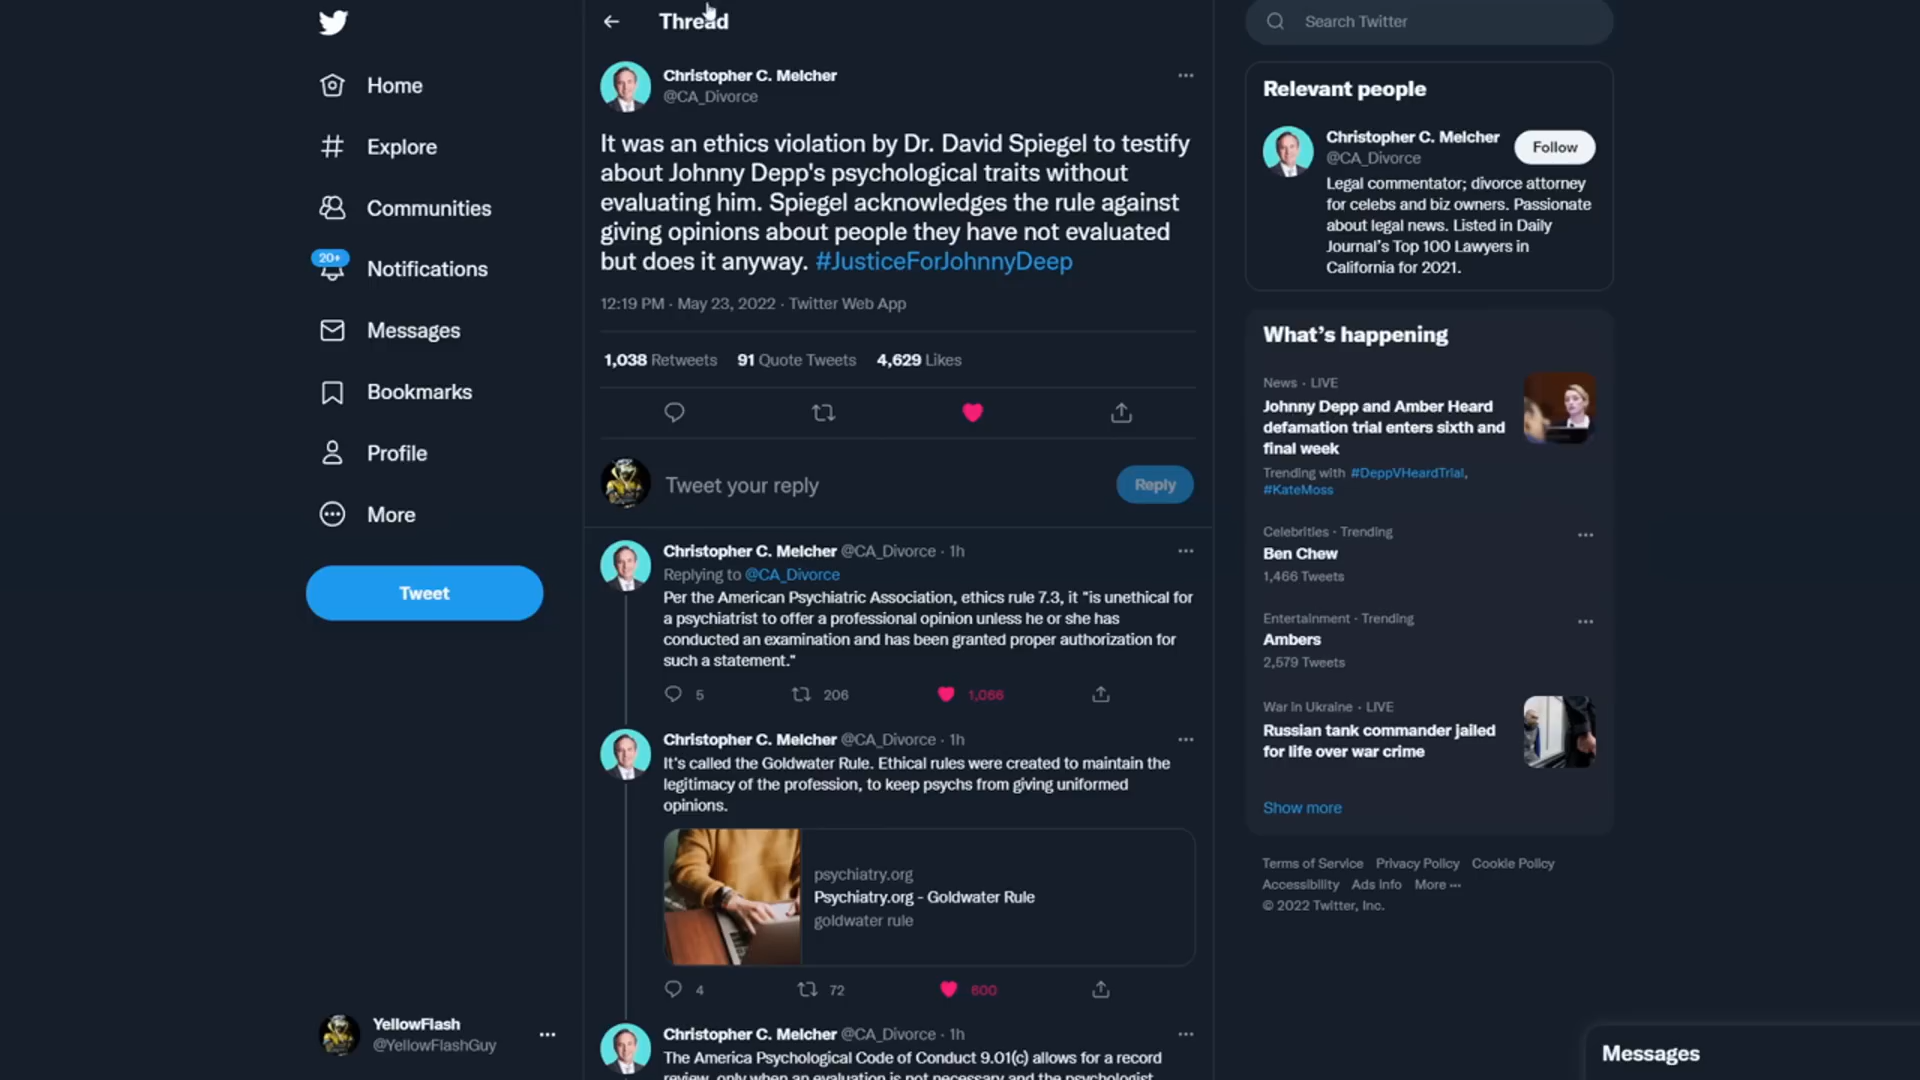 Home
Explore
Communities
20+
Notifications
Messages
Bookmarks
Profile
More
Tweet
YellowFlash
@YellowFlashGuy
Thread
Christopher C. Melcher
@CA_Divorce
It was an ethics violation by Dr. David Spiegel to testify
about Johnny Depp's psychological traits without
evaluating him. Spiegel acknowledges the rule against
giving opinions about people they have not evaluated
but does it anyway. #JusticeForJohnnyDeep
12:19 PM · May 23, 2022 · Twitter Web App
1,038 Retweets 91 Quote Tweets 4,629 Likes
Tweet your reply
Reply
Christopher C. Melcher @CA_Divorce · 1h
Replying to @CA_Divorce
Per the American Psychiatric Association, ethics rule 7.3, it "is unethical for
a psychiatrist to offer a professional opinion unless he or she has
conducted an examination and has been granted proper authorization for
such a statement."
5 206 1,066
Christopher C. Melcher @CA_Divorce · 1h
It's called the Goldwater Rule. Ethical rules were created to maintain the
legitimacy of the profession, to keep psychs from giving uniformed
opinions.
psychiatry.org
Psychiatry.org - Goldwater Rule
goldwater rule
4 72 600
Christopher C. Melcher @CA_Divorce · 1h
The America Psychological Code of Conduct 9.01(c) allows for a record
review, only when an evaluation is not necessary and the psychologist
Search Twitter
Relevant people
Christopher C. Melcher
@CA_Divorce
Follow
Legal commentator; divorce attorney
for celebs and biz owners. Passionate
about legal news. Listed in Daily
Journal's Top 100 Lawyers in
California for 2021.
What's happening
News · LIVE
Johnny Depp and Amber Heard
defamation trial enters sixth and
final week
Trending with #DeppVHeardTrial,
#KateMoss
Celebrities · Trending
Ben Chew
1,466 Tweets
Entertainment · Trending
Ambers
2,579 Tweets
War in Ukraine · LIVE
Russian tank commander jailed
for life over war crime
Show more
Terms of Service Privacy Policy Cookie Policy
Accessibility Ads info More ···
© 2022 Twitter, Inc.
Messages